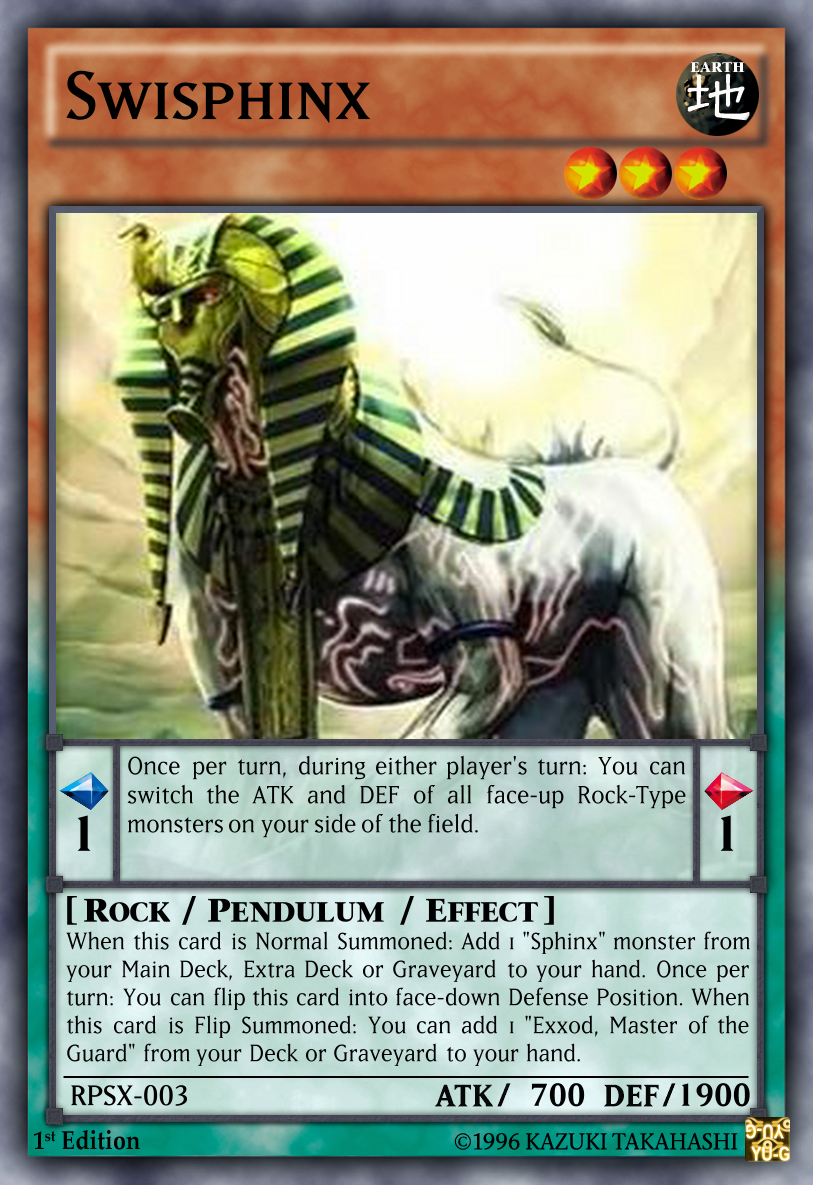 Swisphinx
EARTH
地
Once per turn, during either player's turn: You can
switch the ATK and DEF of all face-up Rock-Type
monsters on your side of the field.
1
1
[ Rock / Pendulum / Effect ]
When this card is Normal Summoned: Add 1 "Sphinx" monster from
your Main Deck, Extra Deck or Graveyard to your hand. Once per
turn: You can flip this card into face-down Defense Position. When
this card is Flip Summoned: You can add 1 "Exxod, Master of the
Guard" from your Deck or Graveyard to your hand.
RPSX-003 ATK/ 700 DEF/1900
1st Edition ©1996 KAZUKI TAKAHASHI